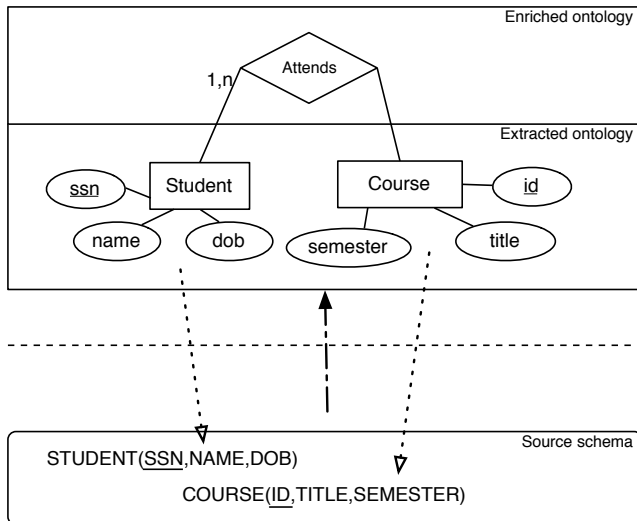 Enriched ontology
Attends
1,n
Extracted ontology
ssn
Student
Course
id
name
dob
semester
title
Source schema
STUDENT(SSN,NAME,DOB)
COURSE(ID,TITLE,SEMESTER)